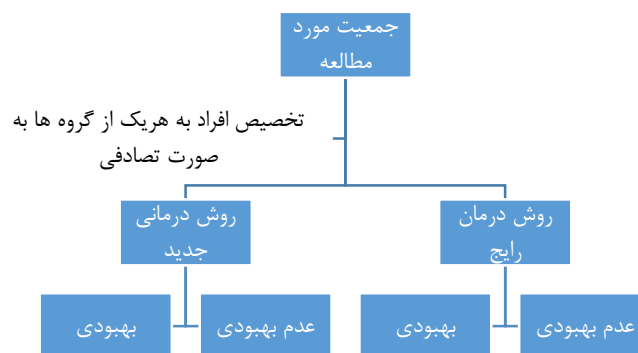 جمعیت مورد
مطالعه
تخصیص افراد به هریک از گروه ها به
صورت تصادفی
روش درمان
رایج
روش درمانی
جدید
عدم بهبودی
بهبودی
عدم بهبودی
بهبودی